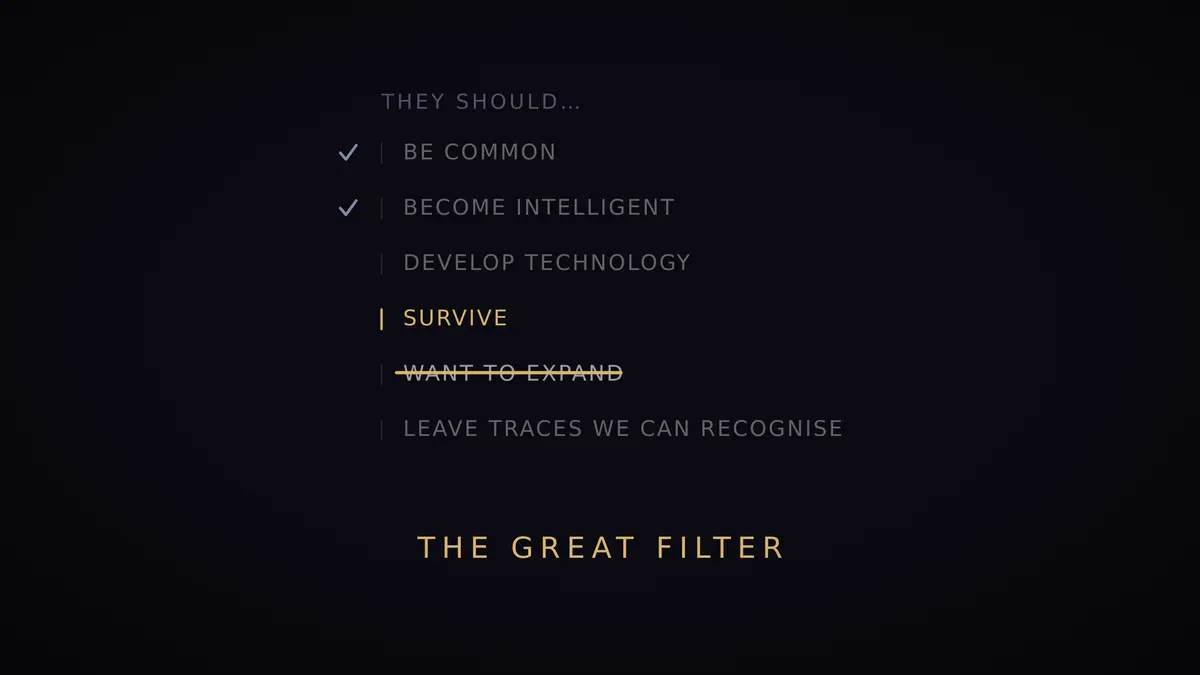 THEY SHOULD…
BE COMMON
BECOME INTELLIGENT
DEVELOP TECHNOLOGY
SURVIVE
WANT TO EXPAND
LEAVE TRACES WE CAN RECOGNISE
THE GREAT FILTER